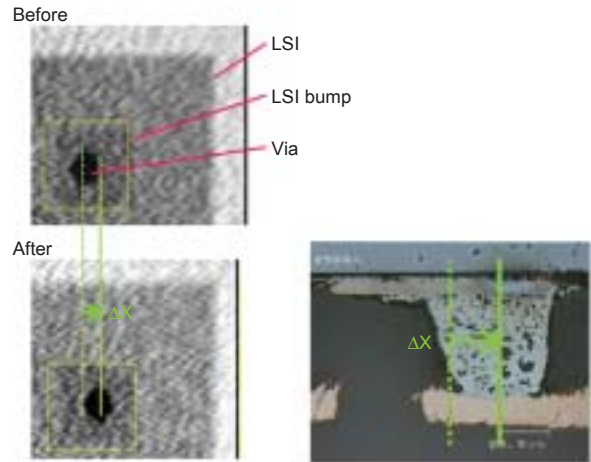 Before
LSI
LSI bump
Via
After
ΔX
ΔX